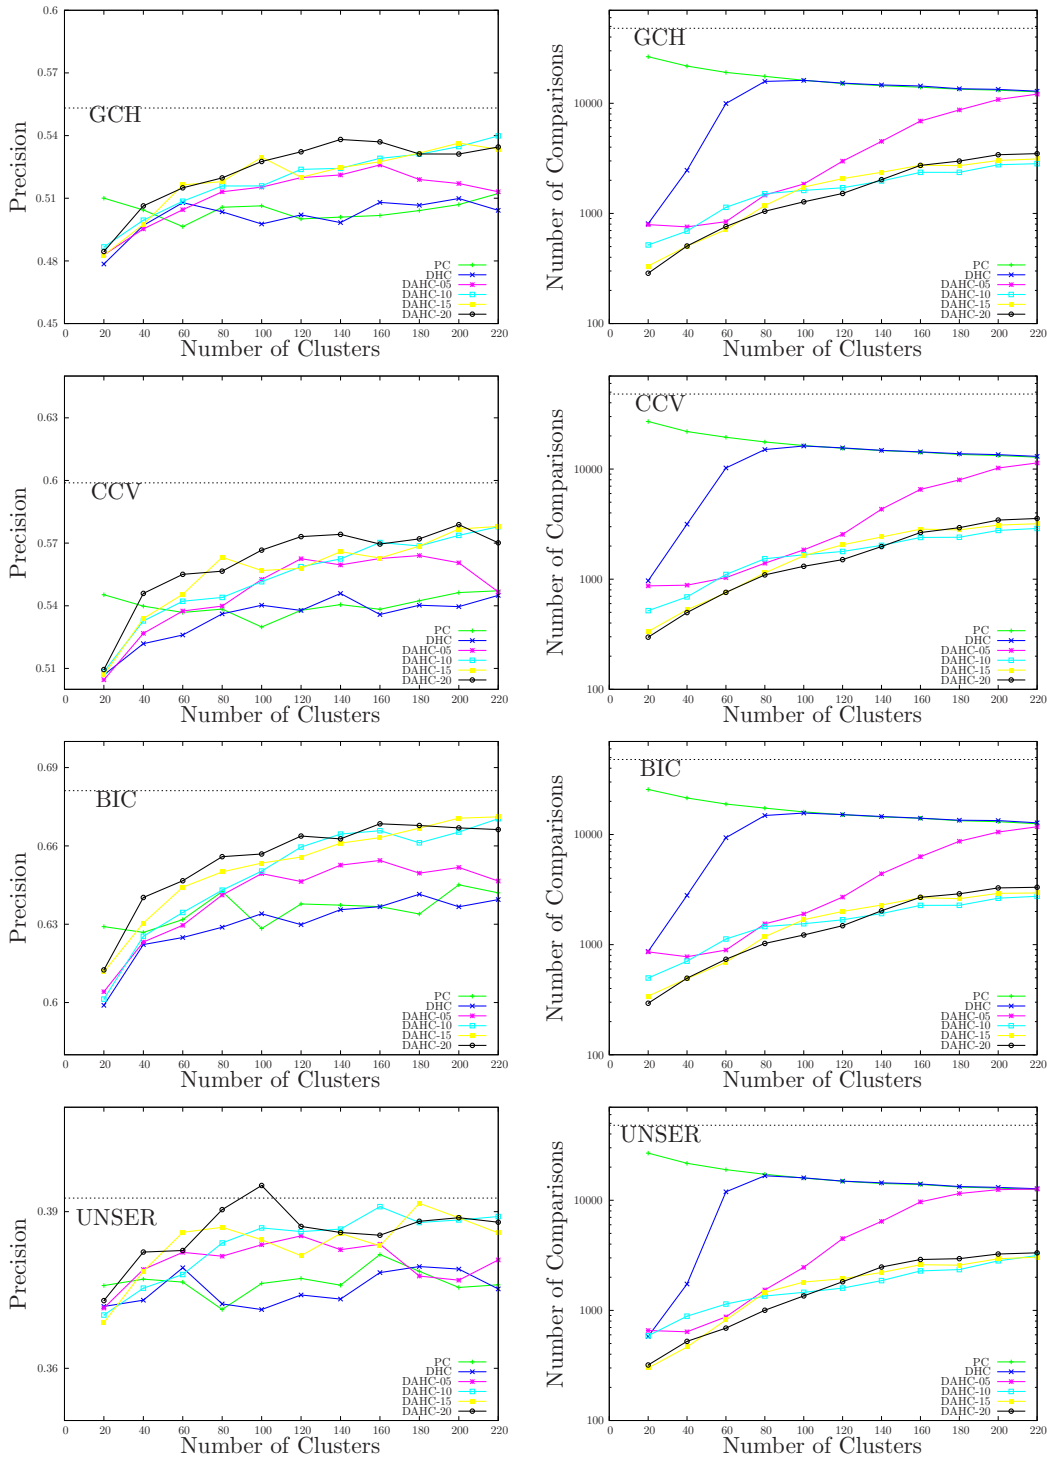 0.6
0.57
0.54
0.51
0.48
0.45
Precision
GCH
PC
DHC
DAHC-05
DAHC-10
DAHC-15
DAHC-20
0 20 40 60 80 100 120 140 160 180 200 220
Number of Clusters
10000
1000
100
Number of Comparisons
GCH
PC
DHC
DAHC-05
DAHC-10
DAHC-15
DAHC-20
20 40 60 80 100 120 140 160 180 200 220
Number of Clusters
0.63
0.6
0.57
0.54
0.51
Precision
CCV
PC
DHC
DAHC-05
DAHC-10
DAHC-15
DAHC-20
0 20 40 60 80 100 120 140 160 180 200 220
Number of Clusters
10000
1000
100
Number of Comparisons
CCV
PC
DHC
DAHC-05
DAHC-10
DAHC-15
DAHC-20
20 40 60 80 100 120 140 160 180 200 220
Number of Clusters
0.69
0.66
0.63
0.6
Precision
BIC
PC
DHC
DAHC-05
DAHC-10
DAHC-15
DAHC-20
0 20 40 60 80 100 120 140 160 180 200 220
Number of Clusters
10000
1000
100
Number of Comparisons
BIC
PC
DHC
DAHC-05
DAHC-10
DAHC-15
DAHC-20
20 40 60 80 100 120 140 160 180 200 220
Number of Clusters
0.39
0.36
Precision
UNSER
PC
DHC
DAHC-05
DAHC-10
DAHC-15
DAHC-20
0 20 40 60 80 100 120 140 160 180 200 220
Number of Clusters
10000
1000
100
Number of Comparisons
UNSER
PC
DHC
DAHC-05
DAHC-10
DAHC-15
DAHC-20
20 40 60 80 100 120 140 160 180 200 220
Number of Clusters